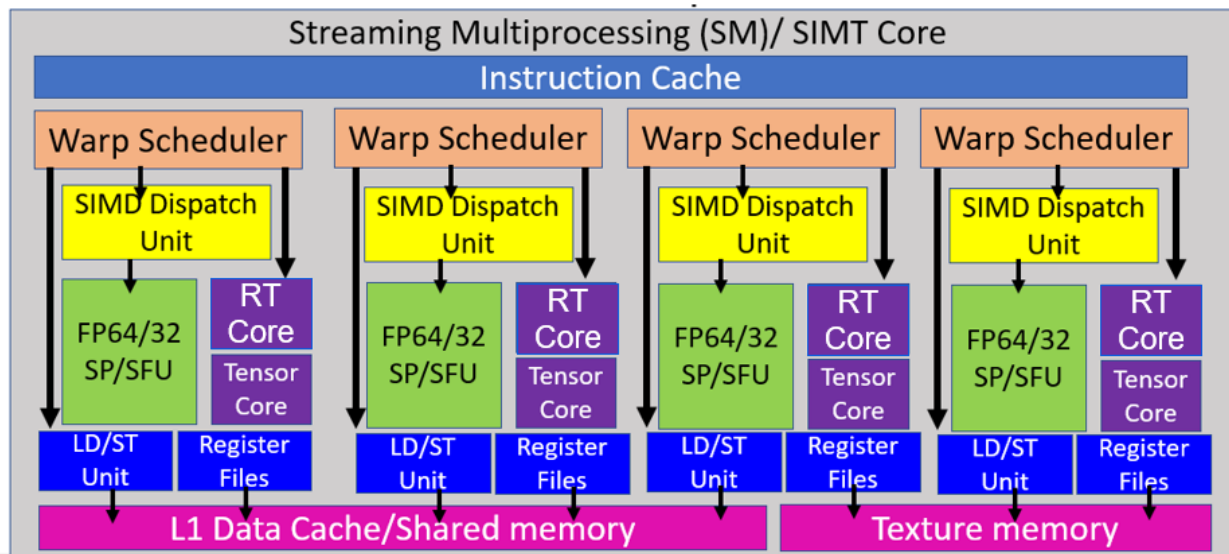 Streaming Multiprocessing (SM)/ SIMT Core
Instruction Cache
Warp Scheduler
Warp Scheduler
Warp Scheduler
Warp Scheduler
SIMD Dispatch
Unit
SIMD Dispatch
Unit
SIMD Dispatch
Unit
SIMD Dispatch
Unit
FP64/32
SP/SFU
RT
Core
Tensor
Core
FP64/32
SP/SFU
RT
Core
Tensor
Core
FP64/32
SP/SFU
RT
Core
Tensor
Core
FP64/32
SP/SFU
RT
Core
Tensor
Core
LD/ST
Unit
Register
Files
LD/ST
Unit
Register
Files
LD/ST
Unit
Register
Files
LD/ST
Unit
Register
Files
L1 Data Cache/Shared memory
Texture memory